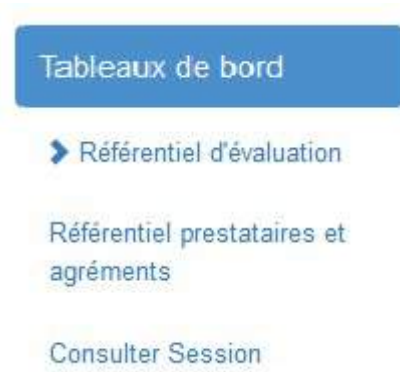 Tableaux de bord
Référentiel d'évaluation
Référentiel prestataires et
agréments
Consulter Session